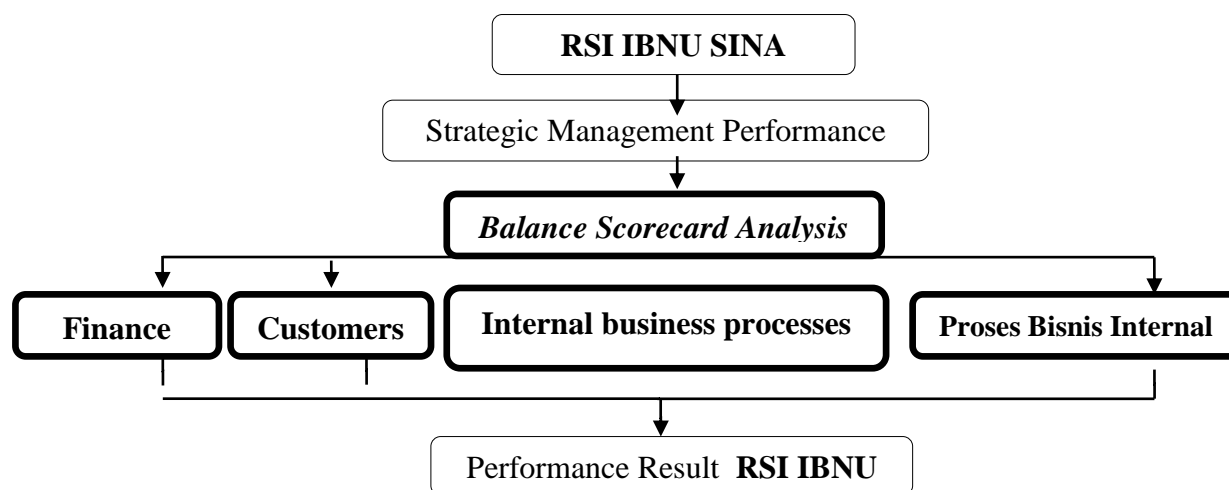 RSI IBNU SINA
Strategic Management Performance
Balance Scorecard Analysis
Finance
Customers
Internal business processes
Proses Bisnis Internal
Performance Result RSI IBNU